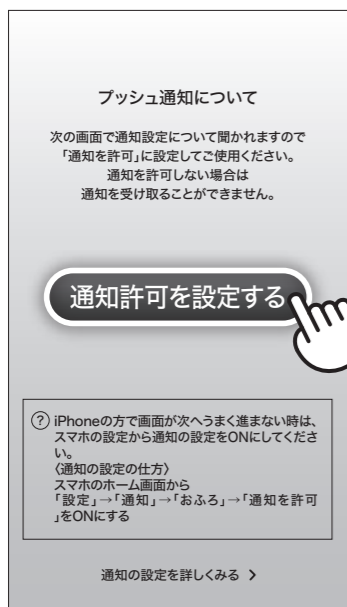 プッシュ通知について
次の画面で通知設定について聞かれますので
「通知を許可」に設定してご使用ください。
通知を許可しない場合は
通知を受け取ることができません。
通知許可を設定する
? iPhoneの方で画面が次へうまく進まない時は、
スマホの設定から通知の設定をONにしてくださ
い。
〈通知の設定の仕方〉
スマホのホーム画面から
「設定」→「通知」→「おふろ」→「通知を許可
」をONにする
通知の設定を詳しくみる >